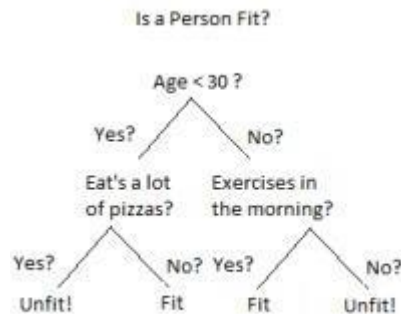 Is a Person Fit?
Age < 30 ?
Yes? No?
Eat's a lot
of pizzas?
Exercises in
the morning?
Yes? No? Yes? No?
Unfit! Fit Fit Unfit!